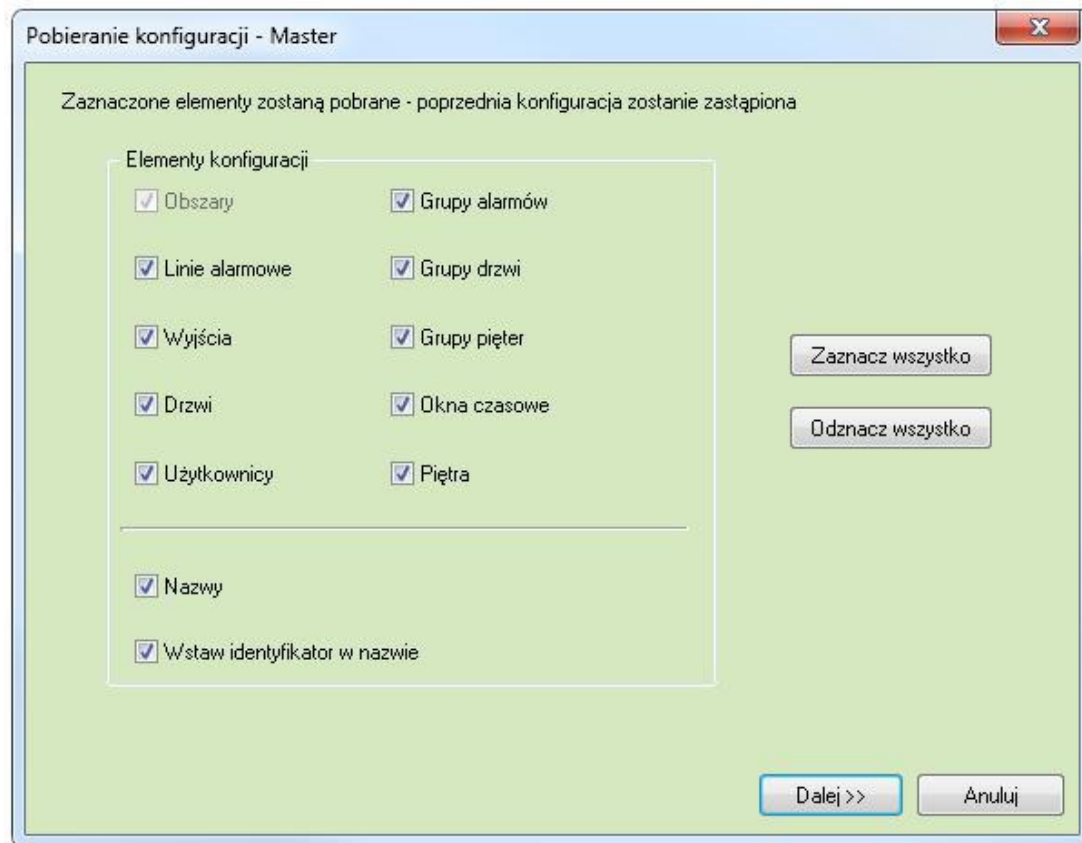 Pobieranie konfiguracji - Master
Zaznaczone elementy zostaną pobrane - poprzednia konfiguracja zostanie zastąpiona
Elementy konfiguracji
Obszary Grupy alarmów
Linie alarmowe Grupy drzwi
Wyjścia Grupy pięter
Zaznacz wszystko
Drzwi Okna czasowe
Odznacz wszystko
Użytkownicy Piętra
Nazwy
Wstaw identyfikator w nazwie
Dalej >> Anuluj